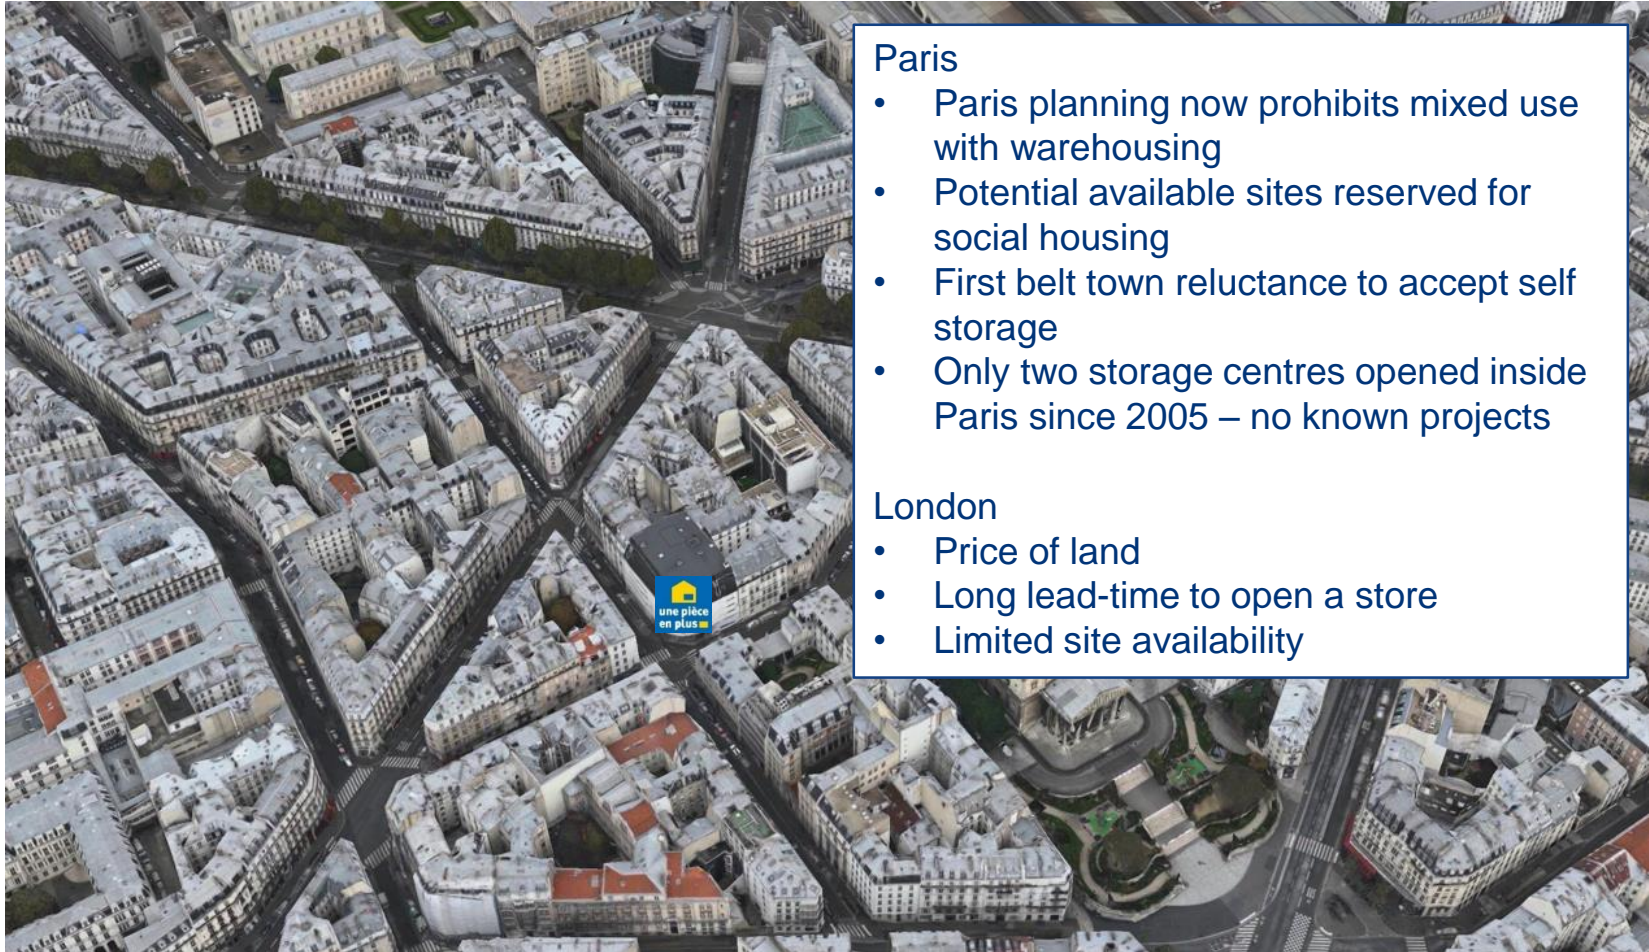 Paris
• Paris planning now prohibits mixed use
with warehousing
• Potential available sites reserved for
social housing
• First belt town reluctance to accept self
storage
• Only two storage centres opened inside
Paris since 2005 – no known projects
London
• Price of land
• Long lead-time to open a store
• Limited site availability
une pièce
en plus